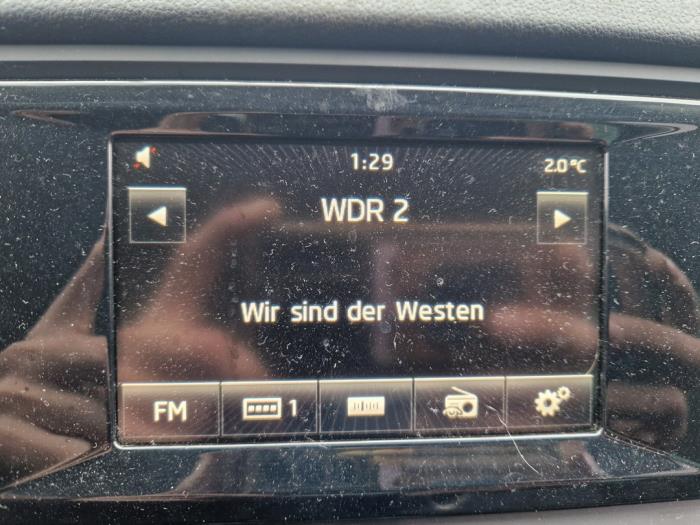 1:29
2.0 °C
WDR 2
Wir sind der Westen
FM
1